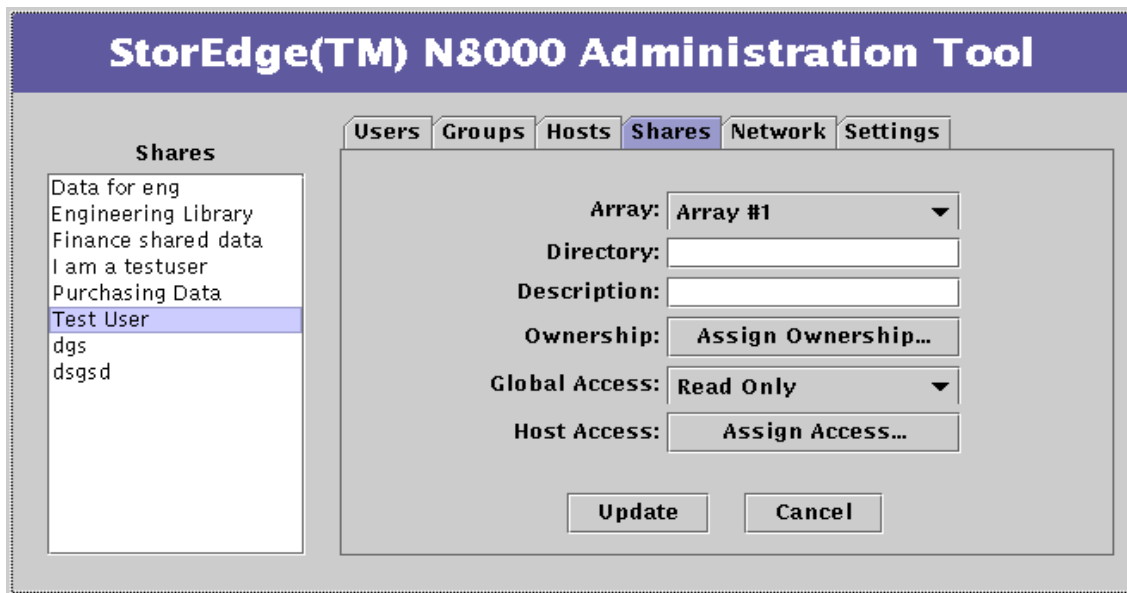 StorEdge(TM) N8000 Administration Tool
Users Groups Hosts Shares Network Settings
Shares
Data for eng
Engineering Library
Finance shared data
I am a testuser
Purchasing Data
Test User
dgs
dsgsd
Array: Array #1
Directory:
Description:
Ownership: Assign Ownership...
Global Access: Read Only
Host Access: Assign Access...
Update Cancel